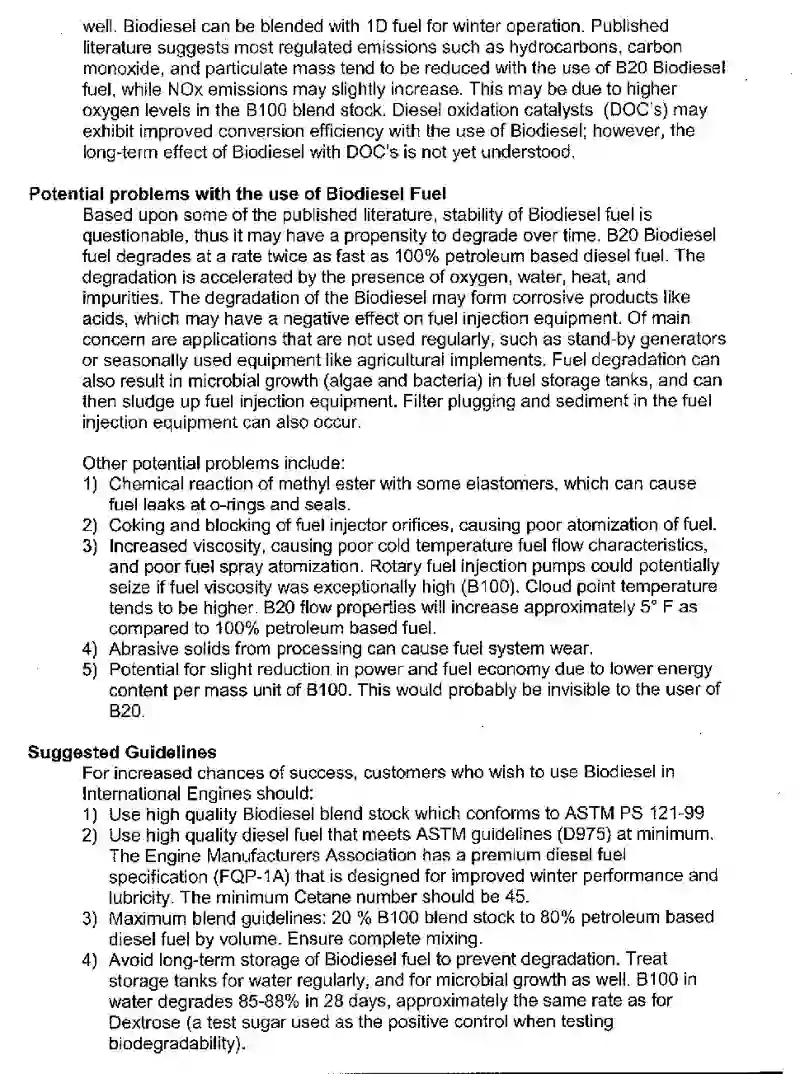 well. Biodiesel can be blended with 1D fuel for winter operation. Published
literature suggests most regulated emissions such as hydrocarbons, carbon
monoxide, and particulate mass tend to be reduced with the use of B20 Biodiesel
fuel, while NOx emissions may slightly increase. This may be due to higher
oxygen levels in the B100 blend stock. Diesel oxidation catalysts (DOC's) may
exhibit improved conversion efficiency with the use of Biodiesel; however, the
long-term effect of Biodiesel with DOC's is not yet understood.
Potential problems with the use of Biodiesel Fuel
Based upon some of the published literature, stability of Biodiesel fuel is
questionable, thus it may have a propensity to degrade over time. B20 Biodiesel
fuel degrades at a rate twice as fast as 100% petroleum based diesel fuel. The
degradation is accelerated by the presence of oxygen, water, heat, and
impurities. The degradation of the Biodiesel may form corrosive products like
acids, which may have a negative effect on fuel injection equipment. Of main
concern are applications that are not used regularly, such as stand-by generators
or seasonally used equipment like agricultural implements. Fuel degradation can
also result in microbial growth (algae and bacteria) in fuel storage tanks, and can
then sludge up fuel injection equipment. Filter plugging and sediment in the fuel
injection equipment can also occur.
Other potential problems include:
1) Chemical reaction of methyl ester with some elastomers, which can cause
fuel leaks at o-rings and seals.
2) Coking and blocking of fuel injector orifices, causing poor atomization of fuel.
3) Increased viscosity, causing poor cold temperature fuel flow characteristics,
and poor fuel spray atomization. Rotary fuel injection pumps could potentially
seize if fuel viscosity was exceptionally high (B100). Cloud point temperature
tends to be higher. B20 flow properties will increase approximately 5° F as
compared to 100% petroleum based fuel.
4) Abrasive solids from processing can cause fuel system wear.
5) Potential for slight reduction in power and fuel economy due to lower energy
content per mass unit of B100. This would probably be invisible to the user of
B20.
Suggested Guidelines
For increased chances of success, customers who wish to use Biodiesel in
International Engines should:
1) Use high quality Biodiesel blend stock which conforms to ASTM PS 121-99
2) Use high quality diesel fuel that meets ASTM guidelines (D975) at minimum.
The Engine Manufacturers Association has a premium diesel fuel
specification (FQP-1A) that is designed for improved winter performance and
lubricity. The minimum Cetane number should be 45.
3) Maximum blend guidelines: 20 % B100 blend stock to 80% petroleum based
diesel fuel by volume. Ensure complete mixing.
4) Avoid long-term storage of Biodiesel fuel to prevent degradation. Treat
storage tanks for water regularly, and for microbial growth as well. B100 in
water degrades 85-88% in 28 days, approximately the same rate as for
Dextrose (a test sugar used as the positive control when testing
biodegradability).